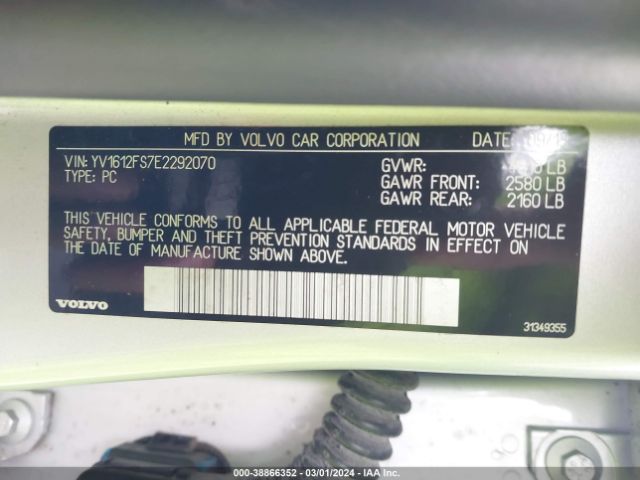 MFD BY VOLVO CAR CORPORATION DATE:
VIN: YV1612FS7E2292070
TYPE: PC
GVWR: LB
GAWR FRONT: 2580 LB
GAWR REAR: 2160 LB
THIS VEHICLE CONFORMS TO ALL APPLICABLE FEDERAL MOTOR VEHICLE
SAFETY, BUMPER AND THEFT PREVENTION STANDARDS IN EFFECT ON
THE DATE OF MANUFACTURE SHOWN ABOVE.
VOLVO
31349355
000-38866352 - 03/01/2024 - IAA Inc.